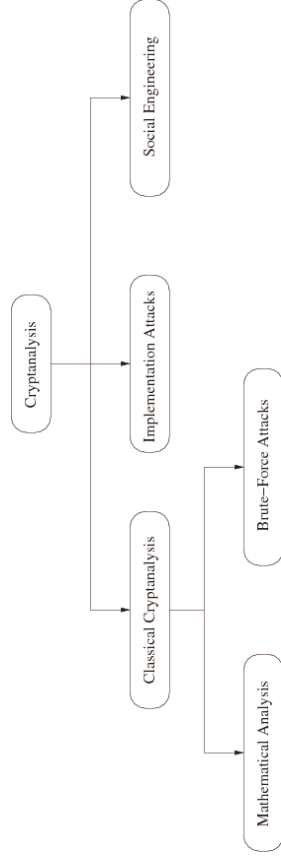 Cryptanalysis
Classical Cryptanalysis
Implementation Attacks
Social Engineering
Mathematical Analysis
Brute−Force Attacks